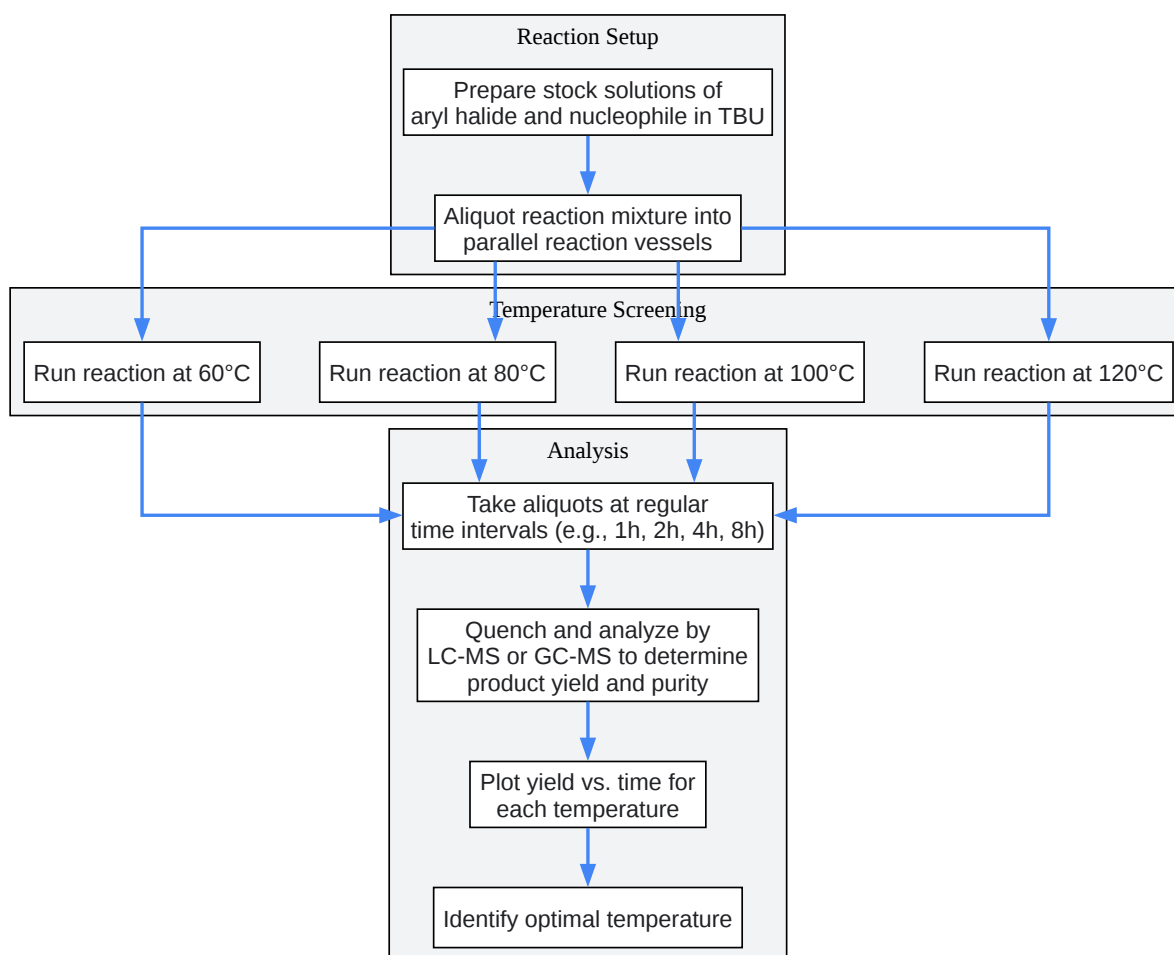 Reaction Setup
Prepare stock solutions of
aryl halide and nucleophile in TBU
Aliquot reaction mixture into
parallel reaction vessels
Temperature Screening
Run reaction at 60°C
Run reaction at 80°C
Run reaction at 100°C
Run reaction at 120°C
Analysis
Take aliquots at regular
time intervals (e.g., 1h, 2h, 4h, 8h)
Quench and analyze by
LC-MS or GC-MS to determine
product yield and purity
Plot yield vs. time for
each temperature
Identify optimal temperature